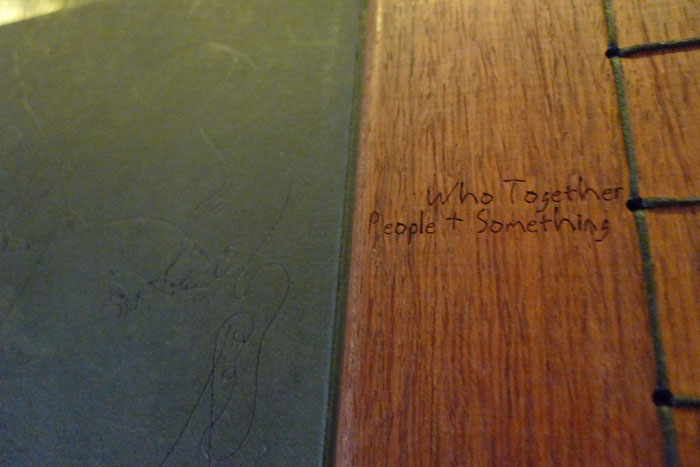 Who Together
People + Something